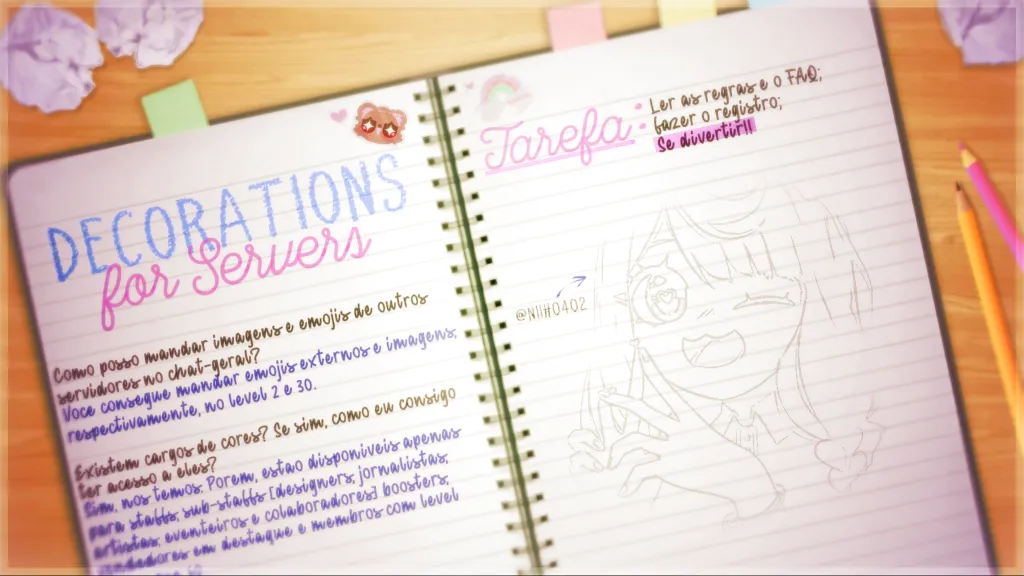 DECORATIONS
for Servers
Como posso mandar imagens e emojis de outros
servidores no chat-geral?
Voce consegue mandar emojis externos e imagens,
respectivamente, no level 2 e 30.
Existem cargos de cores? Se sim, como eu consigo
ter acesso a eles?
Sim, nos temos. Porem, estao disponiveis apenas
para staffs, sub-staffs [designers, jornalistas,
artistas, eventeiros e colaboradores] boosters,
vendedores em destaque e membros com level
Tarefa
• Ler as regras e o FAQ;
• fazer o registro;
Se divertir!!
@NII#0402